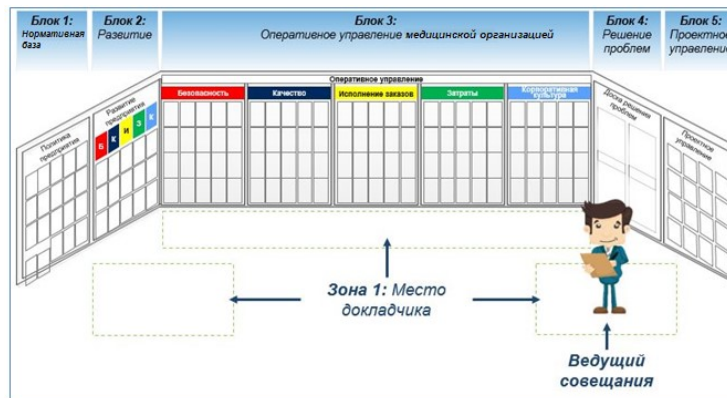 Блок 1:
Нормативная
база
Блок 2:
Развитие
Блок 3:
Оперативное управление медицинской организацией
Блок 4:
Решение
проблем
Блок 5:
Проектное
управление
Оперативное управление
Политика
предприятия
Развитие
предприятия
Б К И З К
Безопасность
Качество
Исполнение заказов
Затраты
Корпоративная
культура
Доска решения
проблем
Проектное
управление
Зона 1: Место
докладчика
Ведущий
совещания